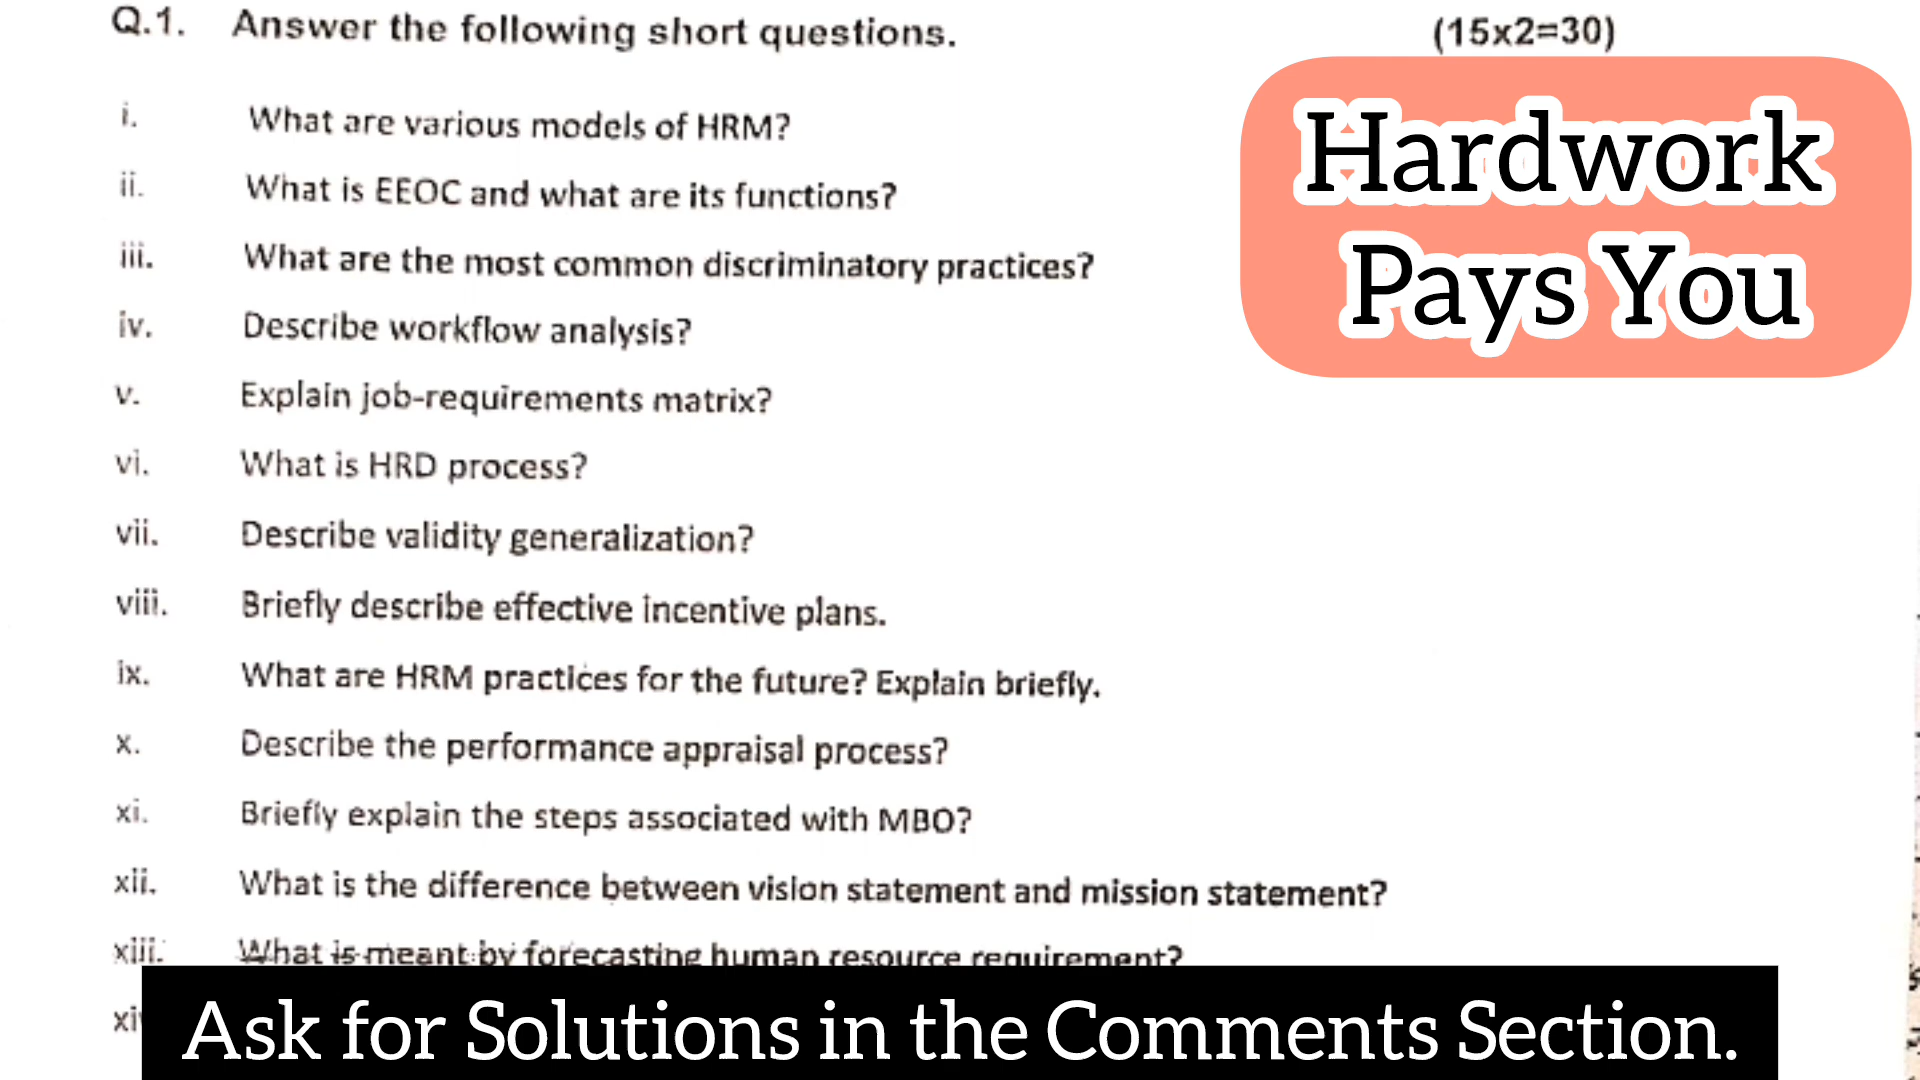 Q.1. Answer the following short questions. (15x2=30)
Hardwork
Pays You
i. What are various models of HRM?
ii. What is EEOC and what are its functions?
iii. What are the most common discriminatory practices?
iv. Describe workflow analysis?
v. Explain job-requirements matrix?
vi. What is HRD process?
vii. Describe validity generalization?
viii. Briefly describe effective incentive plans.
ix. What are HRM practices for the future? Explain briefly.
x. Describe the performance appraisal process?
xi. Briefly explain the steps associated with MBO?
xii. What is the difference between vision statement and mission statement?
xiii. What is meant by forecasting human resource requirement?
Ask for Solutions in the Comments Section.